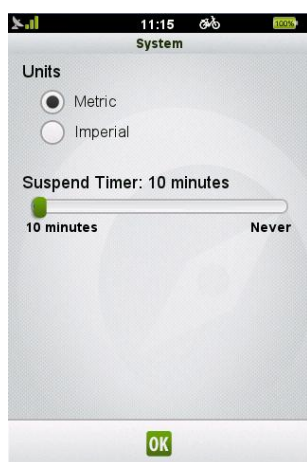 11:15 100%
System
Units
Metric
Imperial
Suspend Timer: 10 minutes
10 minutes Never
OK